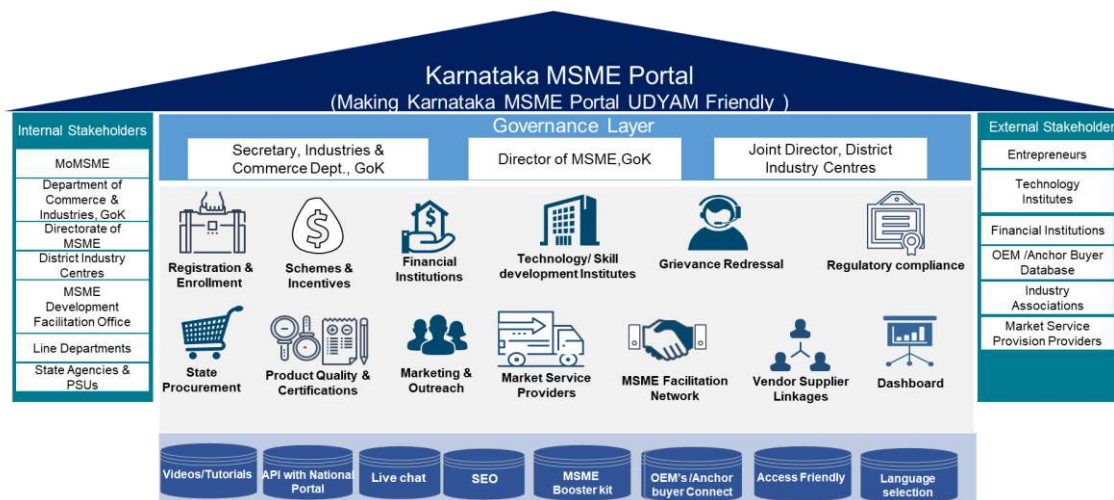 Karnataka MSME Portal
(Making Karnataka MSME Portal UDYAM Friendly )
Internal Stakeholders
MoMSME
Department of
Commerce &
Industries, GoK
Directorate of
MSME
District Industry
Centres
MSME
Development
Facilitation Office
Line Departments
State Agencies &
PSUs
Governance Layer
Secretary, Industries &
Commerce Dept., GoK
Director of MSME,GoK
Joint Director, District
Industry Centres
Registration &
Enrollment
Schemes &
Incentives
Financial
Institutions
Technology/ Skill
development Institutes
Grievance Redressal
Regulatory compliance
State
Procurement
Product Quality &
Certifications
Marketing &
Outreach
Market Service
Providers
MSME Facilitation
Network
Vendor Supplier
Linkages
Dashboard
External Stakeholder
Entrepreneurs
Technology
Institutes
Financial Institutions
OEM /Anchor Buyer
Database
Industry
Associations
Market Service
Provision Providers
Videos/Tutorials
API with National
Portal
Live chat
SEO
MSME
Booster kit
OEM's/Anchor
buyer Connect
Access Friendly
Language
selection